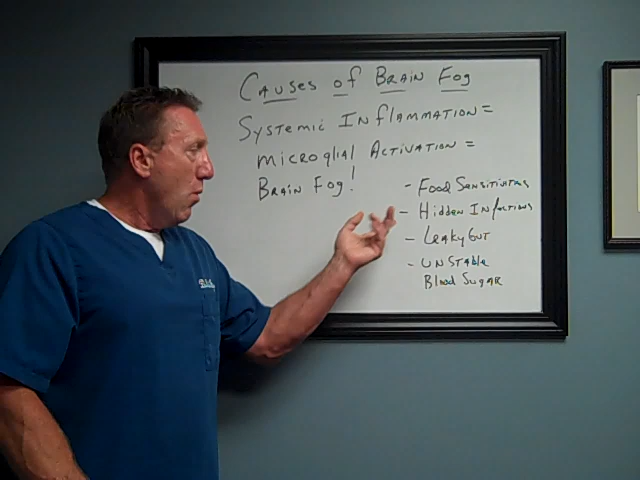 Causes of Brain Fog
Systemic Inflammation =
Microglial Activation =
Brain Fog!
- Food Sensitivities
- Hidden Infections
- Leaky Gut
- Unstable
Blood Sugar